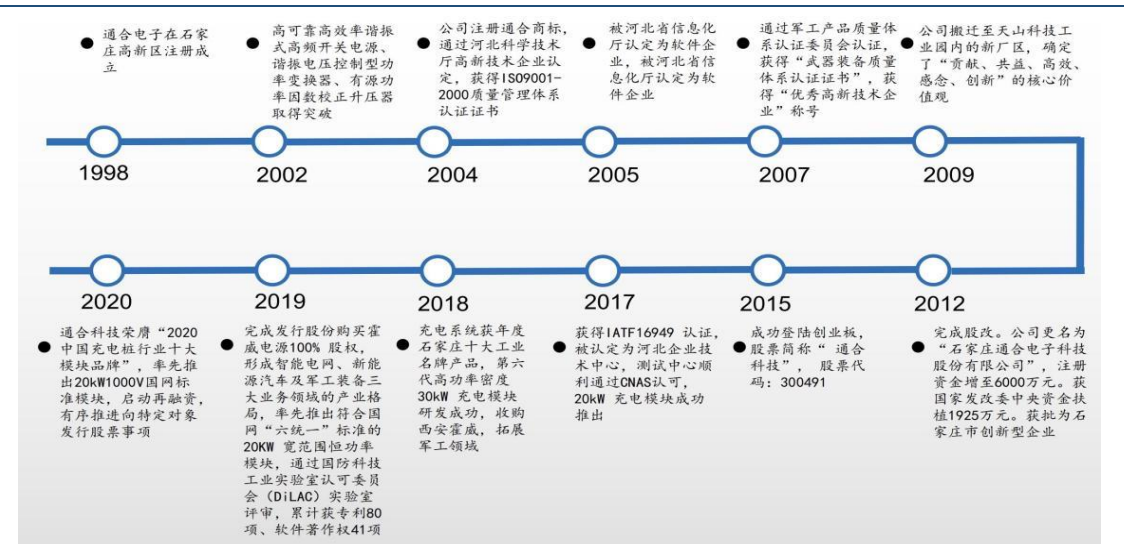 通合电子在石家
庄高新区注册成
立
高可靠高效率谐振
式高频开关电源、
谐振电压控制型功
率变换器、有源功
率因数校正升压器
取得突破
公司注册通合商标，
通过河北科学技术
厅高新技术企业认
定，获得ISO9001-
2000质量管理体系
认证证书
被河北省信息化
厅认定为软件企
业，被河北省信
息化厅认定为软
件企业
通过军工产品质量体
系认证委员会认证，
获得“武器装备质量
体系认证证书”，获
得“优秀高新技术企
业”称号
公司搬迁至天山科技工
业园内的新厂区，确定
了“贡献、共益、高效、
感念、创新”的核心价
值观
1998
2002
2004
2005
2007
2009
2020
2019
2018
2017
2015
2012
通合科技荣膺“2020
中国充电桩行业十大
模块品牌”，率先推
出20kW1000V国网标
准模块，启动再融资，
有序推进向特定对象
发行股票事项
完成发行股份购买霍
威电源100% 股权，
形成智能电网、新能
源汽车及军工装备三
大业务领域的产业格
局，率先推出符合国
网“六统一”标准的
20KW 宽范围恒功率
模块，通过国防科技
工业实验室认可委员
会（DiLAC）实验室
评审，累计获专利80
项、软件著作权41项
充电系统获年度
石家庄十大工业
名牌产品，第六
代高功率密度
30kW 充电模块
研发成功，收购
西安霍威，拓展
军工领域
获得IATF16949 认证，
被认定为河北企业技
术中心，测试中心顺
利通过CNAS认可，
20kW 充电模块成功
推出
成功登陆创业板，
股票简称“ 通合
科技”， 股票代
码：300491
完成股改。公司更名为
“石家庄通合电子科技
股份有限公司”，注册
资金增至6000万元。获
国家发改委中央资金扶
植1925万元。获批为石
家庄市创新型企业